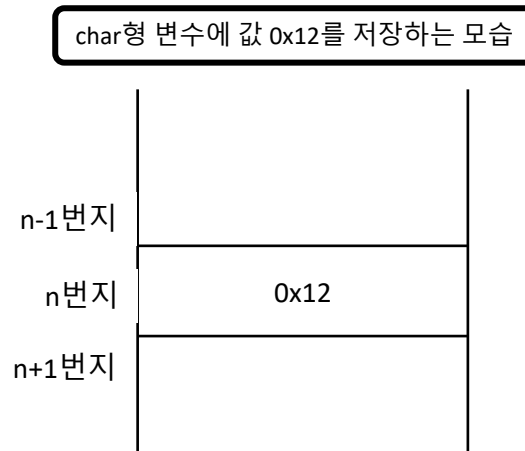 char형 변수에 값 0x12를 저장하는 모습
n-1번지
n번지
0x12
n+1번지